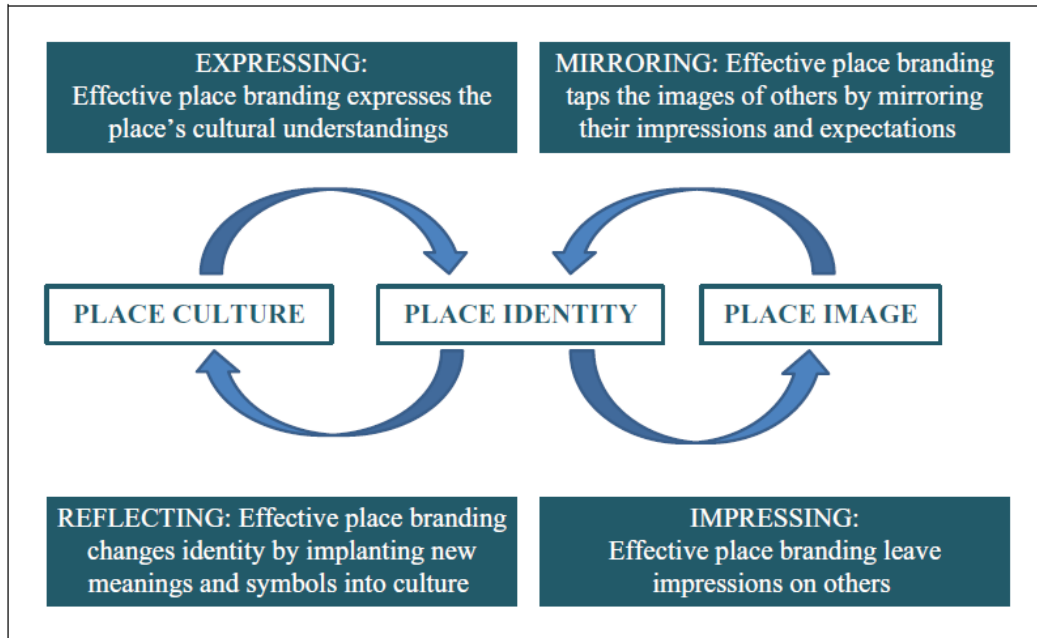 EXPRESSING:
Effective place branding expresses the
place's cultural understandings
MIRRORING: Effective place branding
taps the images of others by mirroring
their impressions and expectations
PLACE CULTURE
PLACE IDENTITY
PLACE IMAGE
REFLECTING: Effective place branding
changes identity by implanting new
meanings and symbols into culture
IMPRESSING:
Effective place branding leave
impressions on others